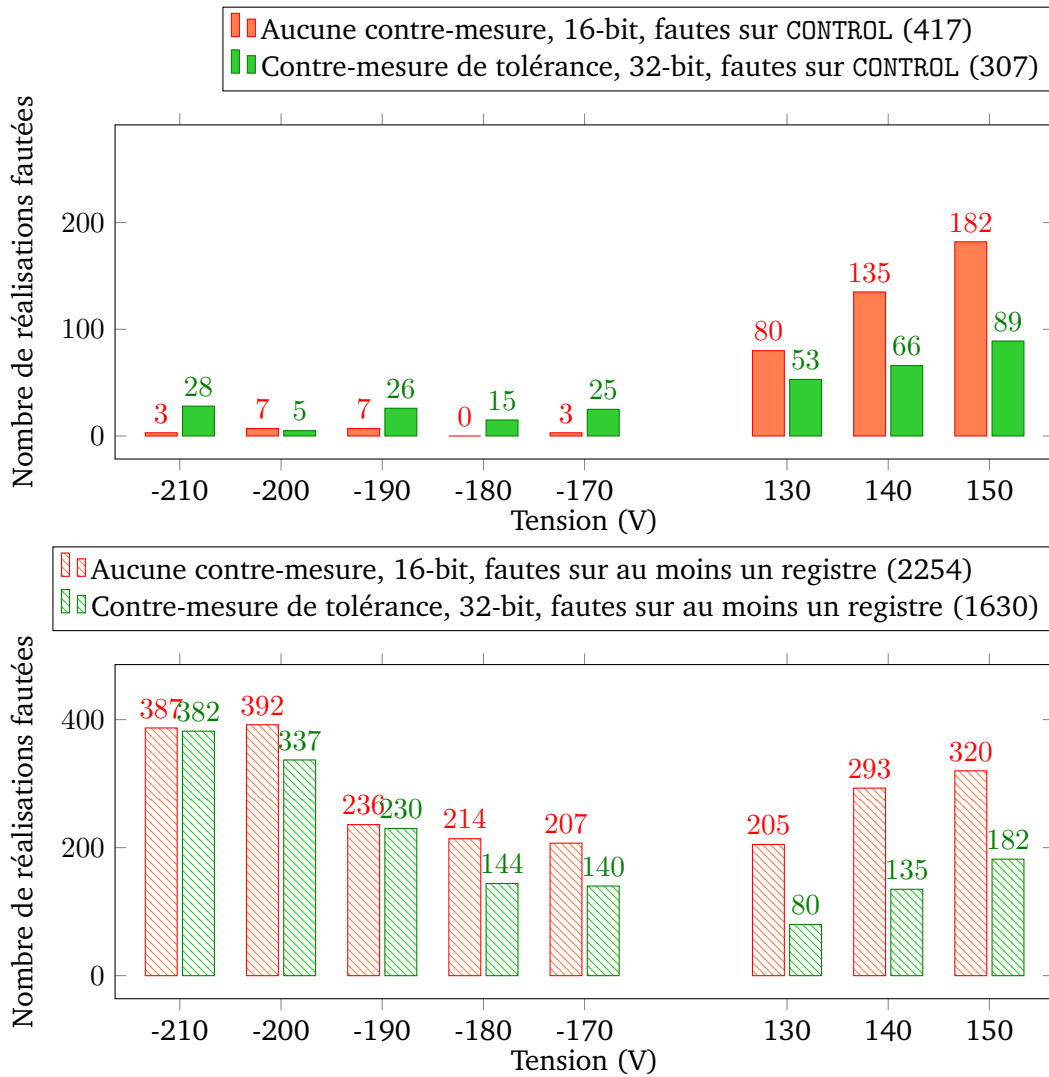 Aucune contre-mesure, 16-bit, fautes sur CONTROL (417)
Contre-mesure de tolérance, 32-bit, fautes sur CONTROL (307)
Nombre de réalisations fautées
200
100
0
3 7 7 0 3 80 135 182
28 5 26 15 25 53 66 89
-210 -200 -190 -180 -170 130 140 150
Tension (V)
Aucune contre-mesure, 16-bit, fautes sur au moins un registre (2254)
Contre-mesure de tolérance, 32-bit, fautes sur au moins un registre (1630)
Nombre de réalisations fautées
400
200
0
387 392 236 214 207 205 293 320
382 337 230 144 140 80 135 182
-210 -200 -190 -180 -170 130 140 150
Tension (V)